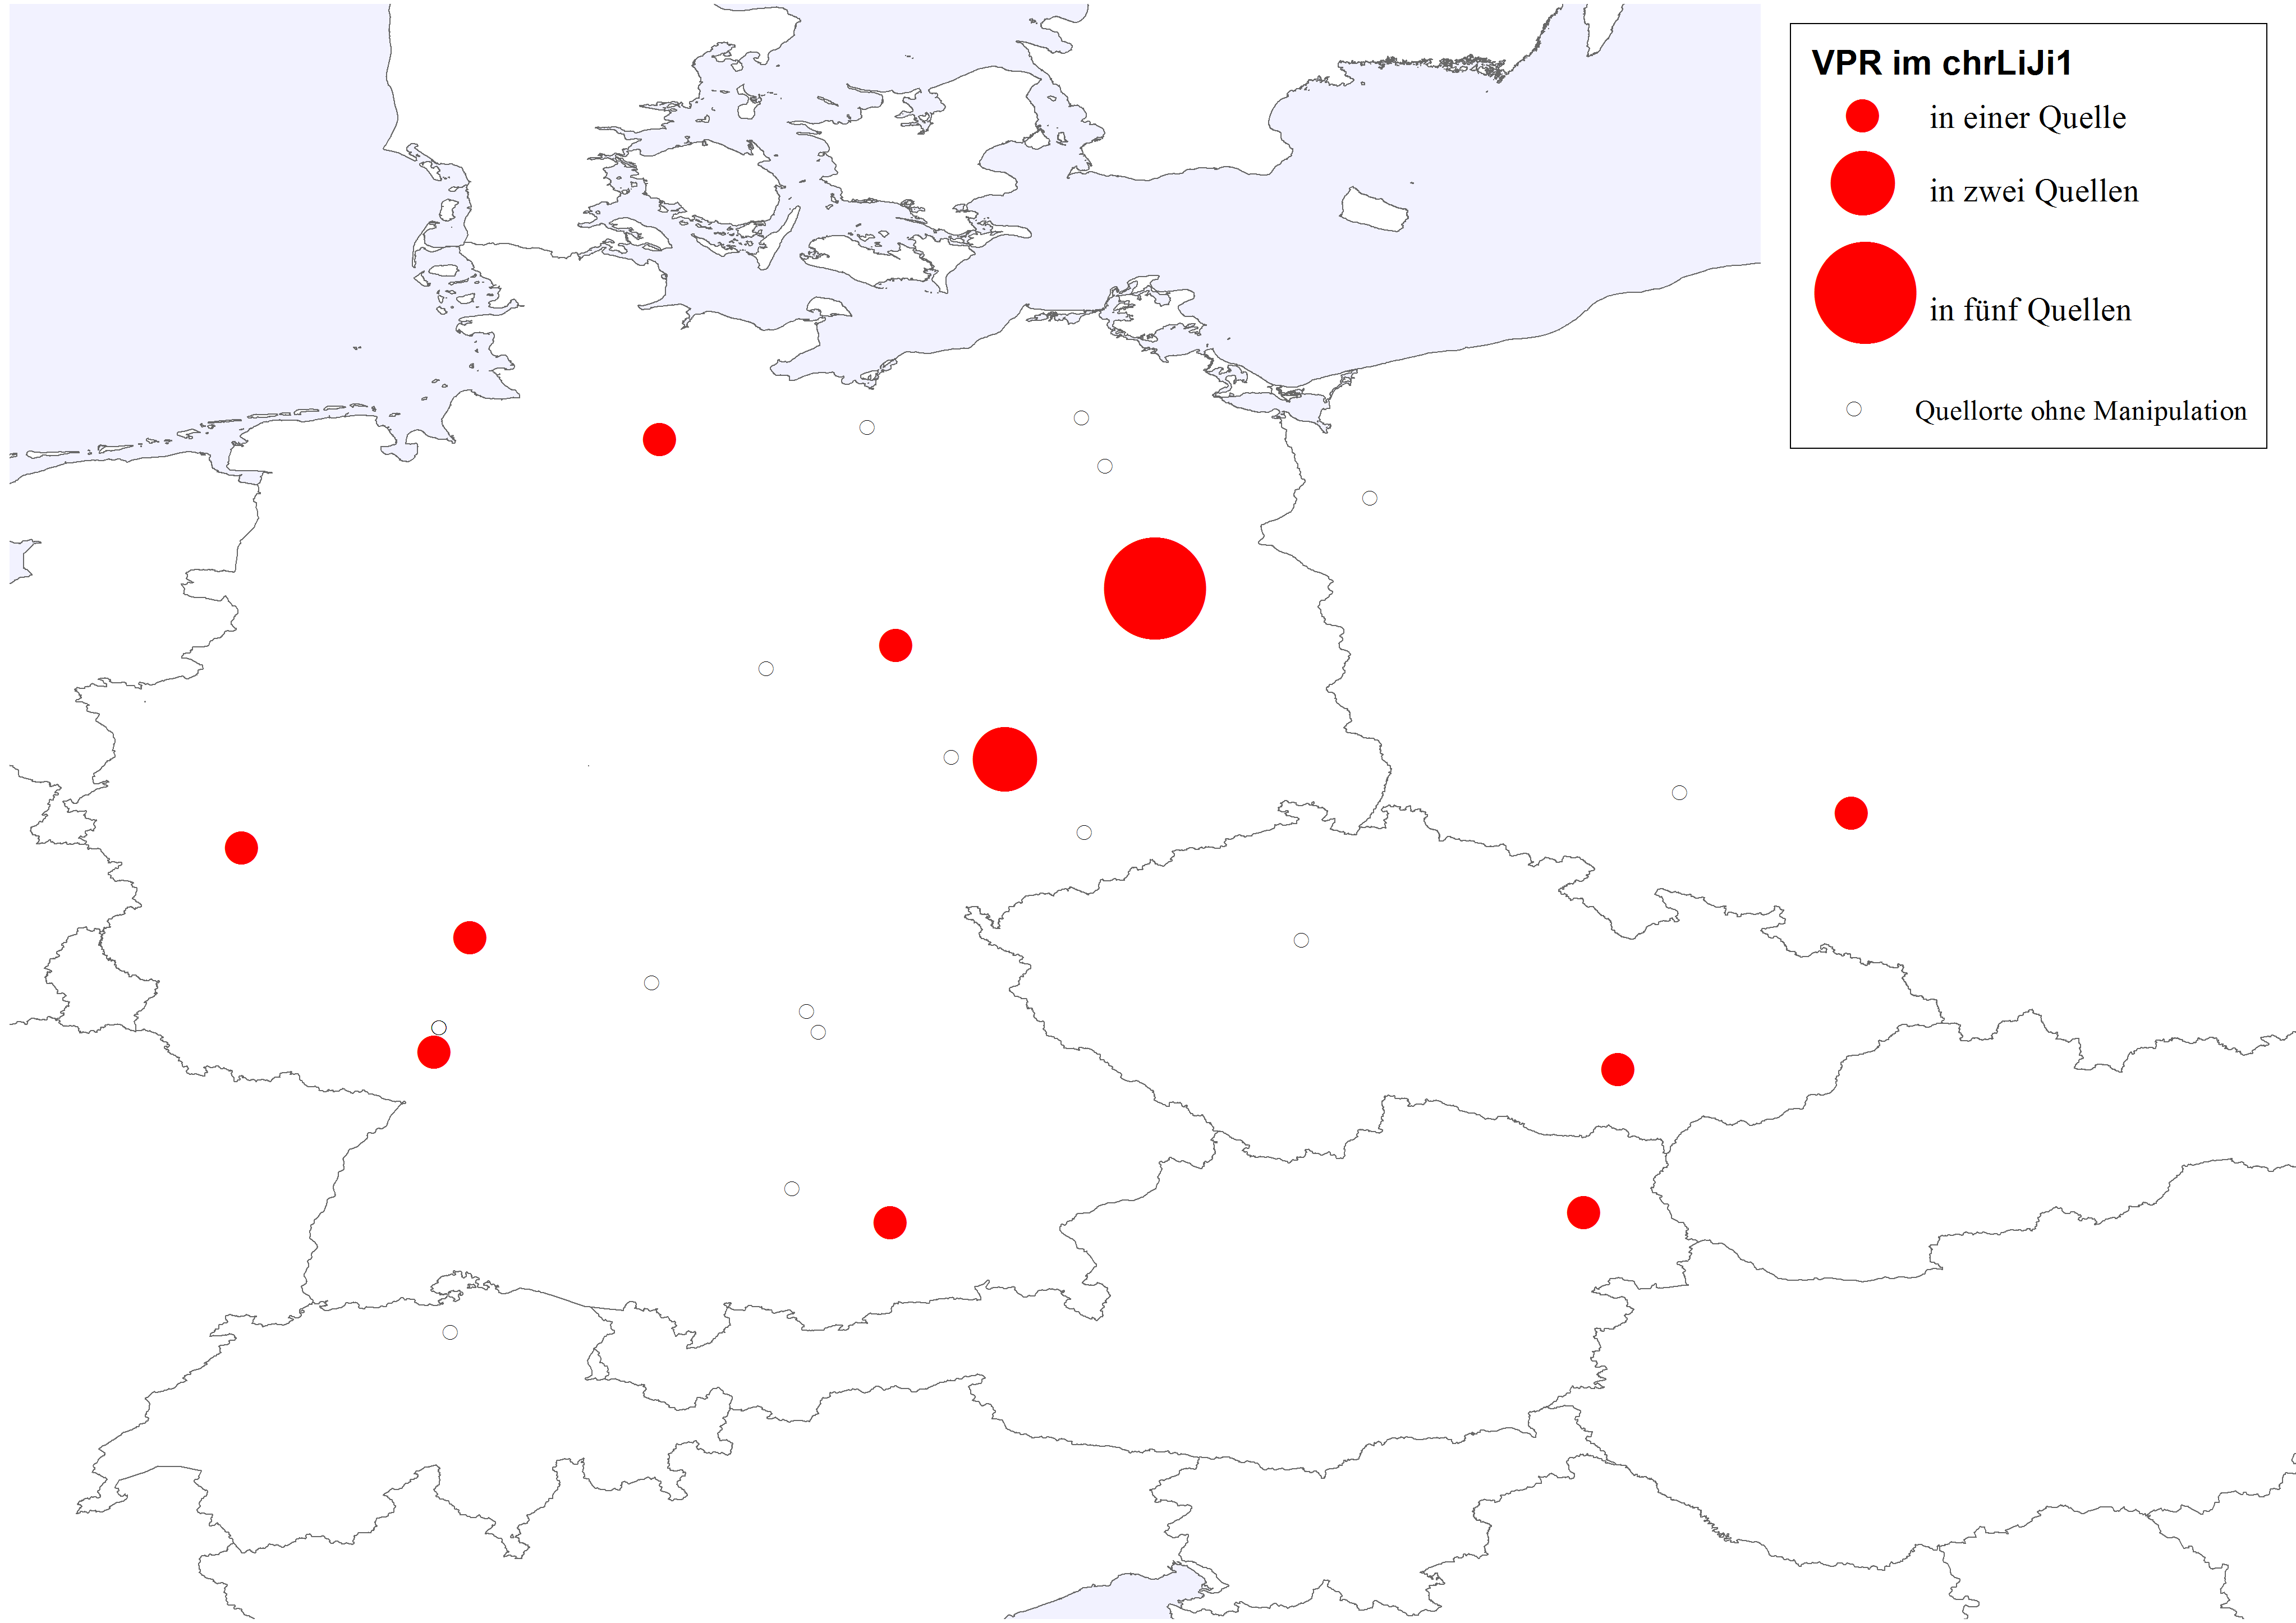 VPR im chrLiJi1
in einer Quelle
in zwei Quellen
in fünf Quellen
Quellorte ohne Manipulation